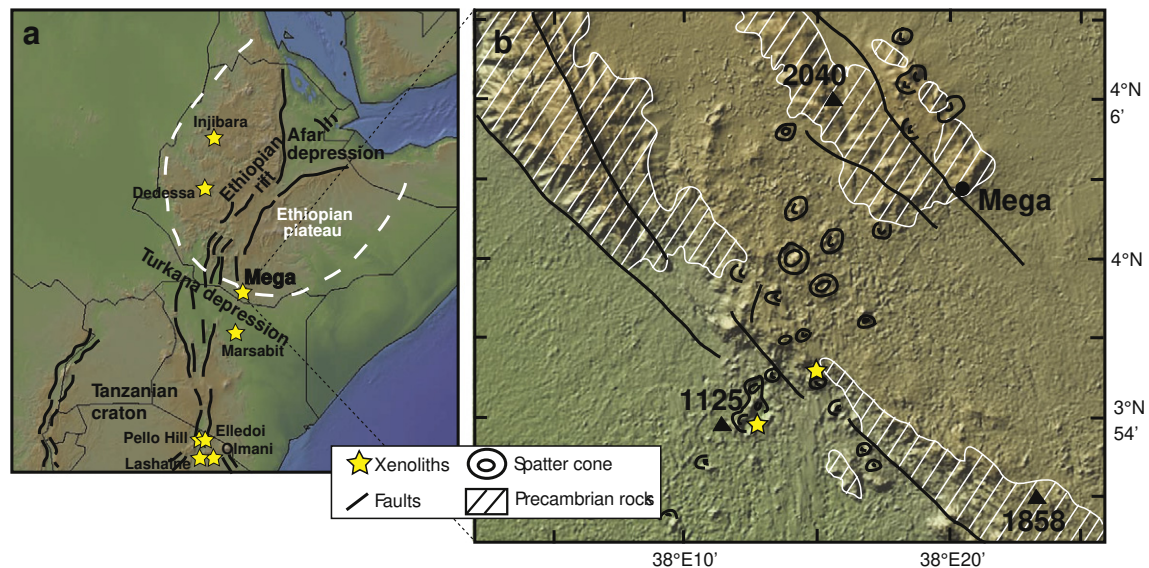 a
Injibara
Dedessa
Ethiopian
rift
Afar
depression
Ethiopian
plateau
Mega
Turkana depression
Marsabit
Tanzanian
craton
Pello Hill
Elledoi
Lashaine
Olmani
b
2040
Mega
1125
1858
4°N
6'
4°N
3°N
54'
38°E10'
38°E20'
Xenoliths
Spatter cone
Faults
Precambrian rocks